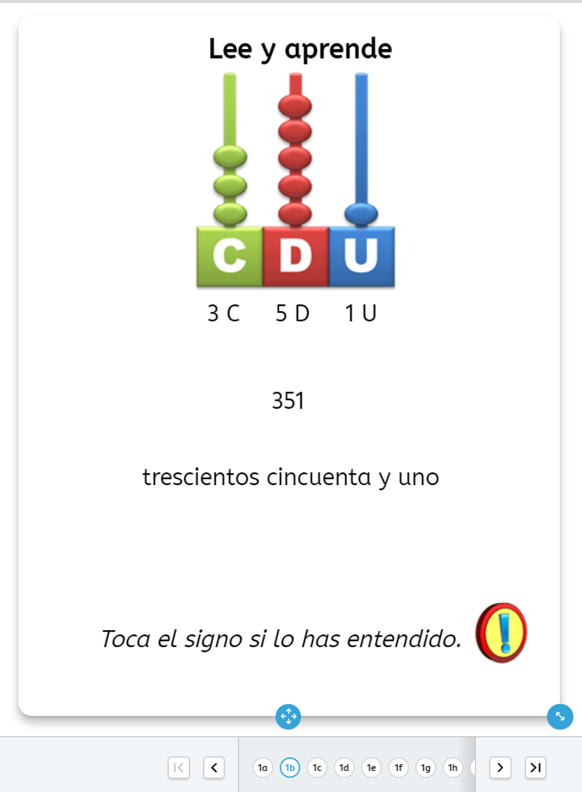 Lee y aprende
C D U
3 C 5 D 1 U
351
trescientos cincuenta y uno
Toca el signo si lo has entendido. !
1a 1b 1c 1d 1e 1f 1g 1h